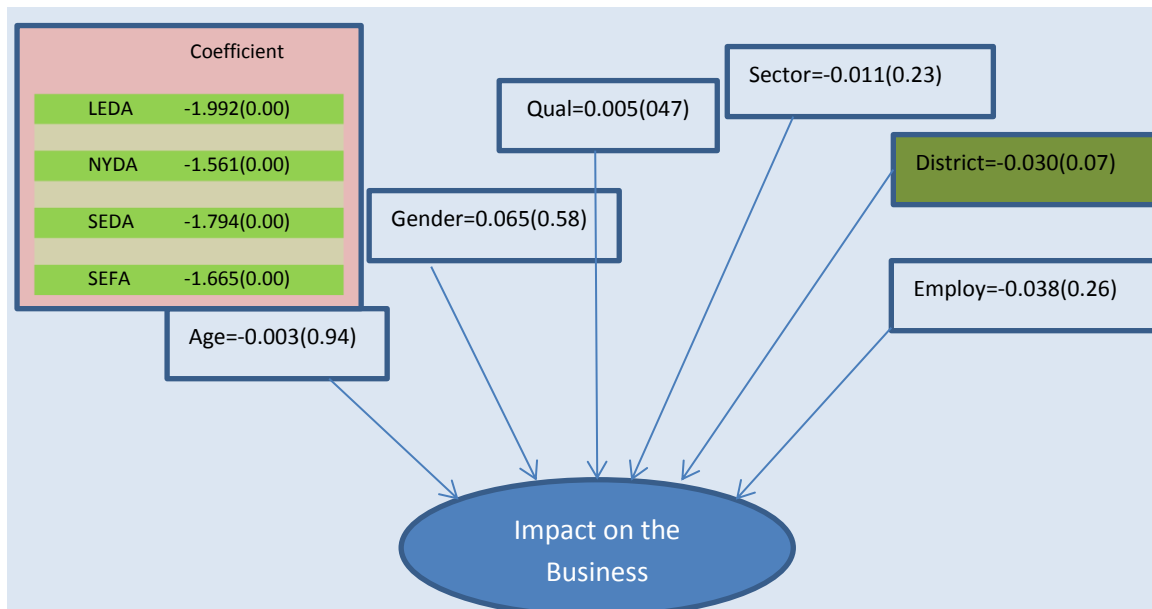 Coefficient
LEDA -1.992(0.00)
NYDA -1.561(0.00)
SEDA -1.794(0.00)
SEFA -1.665(0.00)
Age=-0.003(0.94)
Gender=0.065(0.58)
Qual=0.005(047)
Sector=-0.011(0.23)
District=-0.030(0.07)
Employ=-0.038(0.26)
Impact on the
Business